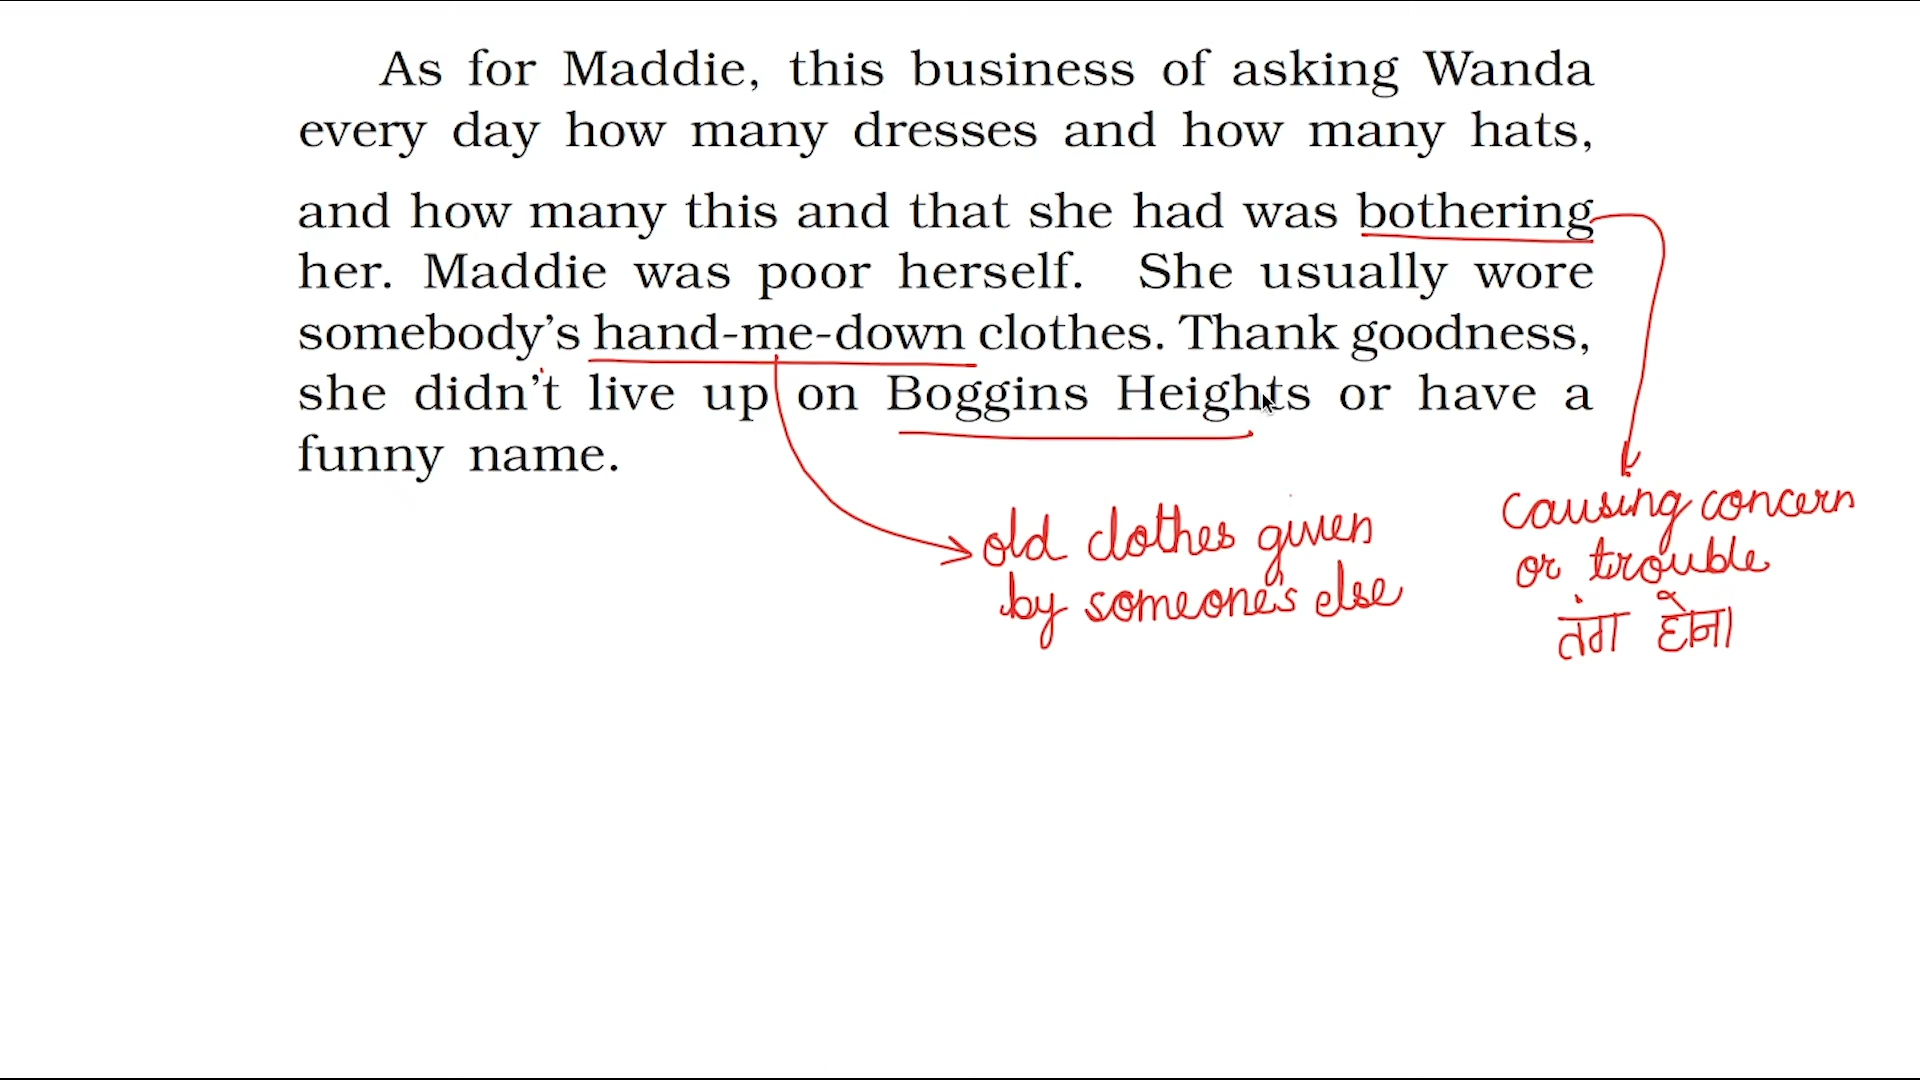 As for Maddie, this business of asking Wanda
every day how many dresses and how many hats,
and how many this and that she had was bothering
her. Maddie was poor herself. She usually wore
somebody’s hand-me-down clothes. Thank goodness,
she didn’t live up on Boggins Heights or have a
funny name.
old clothes given
by someone's else
causing concern
or trouble
तंग होना